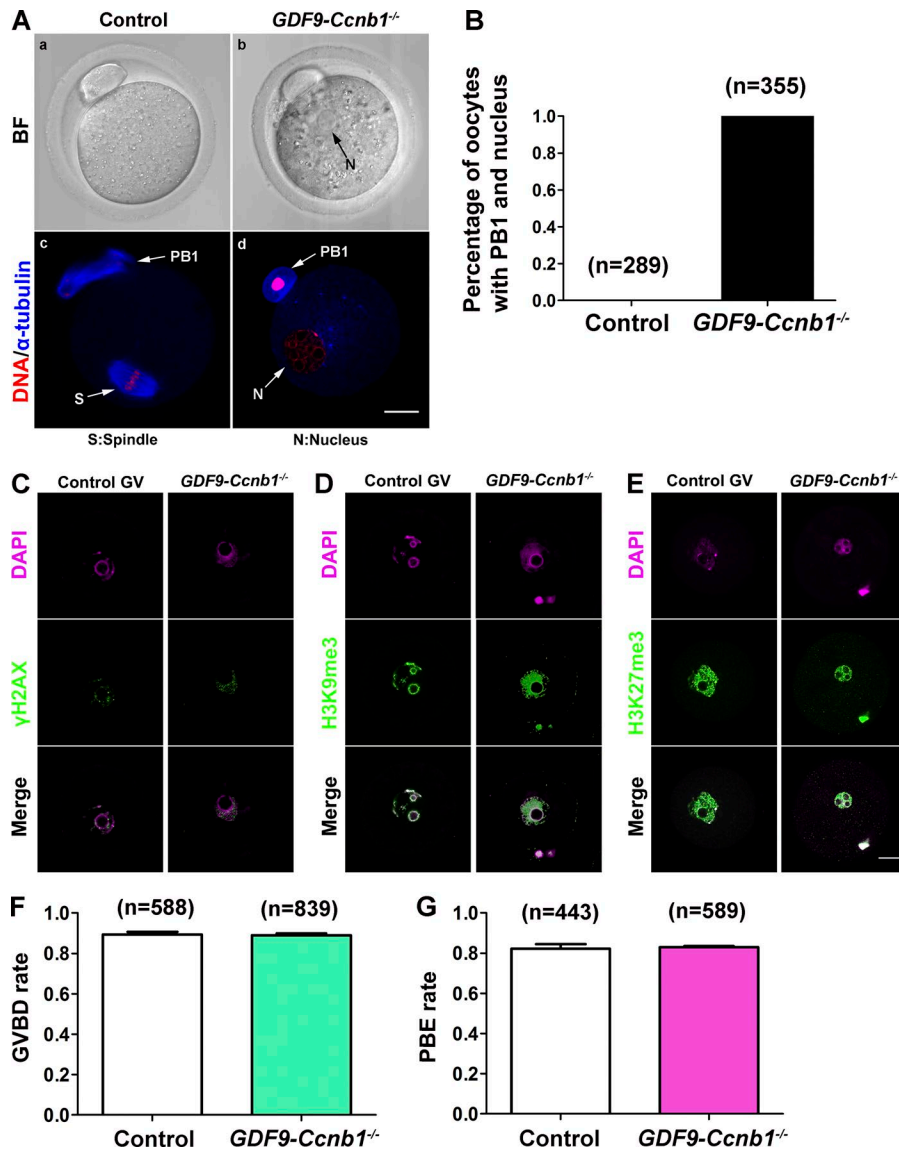 A
Control
GDF9-Ccnb1-/-
a
b
BF
N
c
d
PB1
PB1
DNA/α-tubulin
S
N
S:Spindle
N:Nucleus
B
Percentage of oocytes
with PB1 and nucleus
1.0
0.8
0.6
0.4
0.2
0.0
(n=289)
(n=355)
Control
GDF9-Ccnb1-/-
C
Control GV
GDF9-Ccnb1-/-
DAPI
γH2AX
Merge
D
Control GV
GDF9-Ccnb1-/-
DAPI
H3K9me3
Merge
E
Control GV
GDF9-Ccnb1-/-
DAPI
H3K27me3
Merge
F
GVBD rate
1.0
0.8
0.6
0.4
0.2
0.0
(n=588)
(n=839)
Control
GDF9-Ccnb1-/-
G
PBE rate
1.0
0.8
0.6
0.4
0.2
0.0
(n=443)
(n=589)
Control
GDF9-Ccnb1-/-